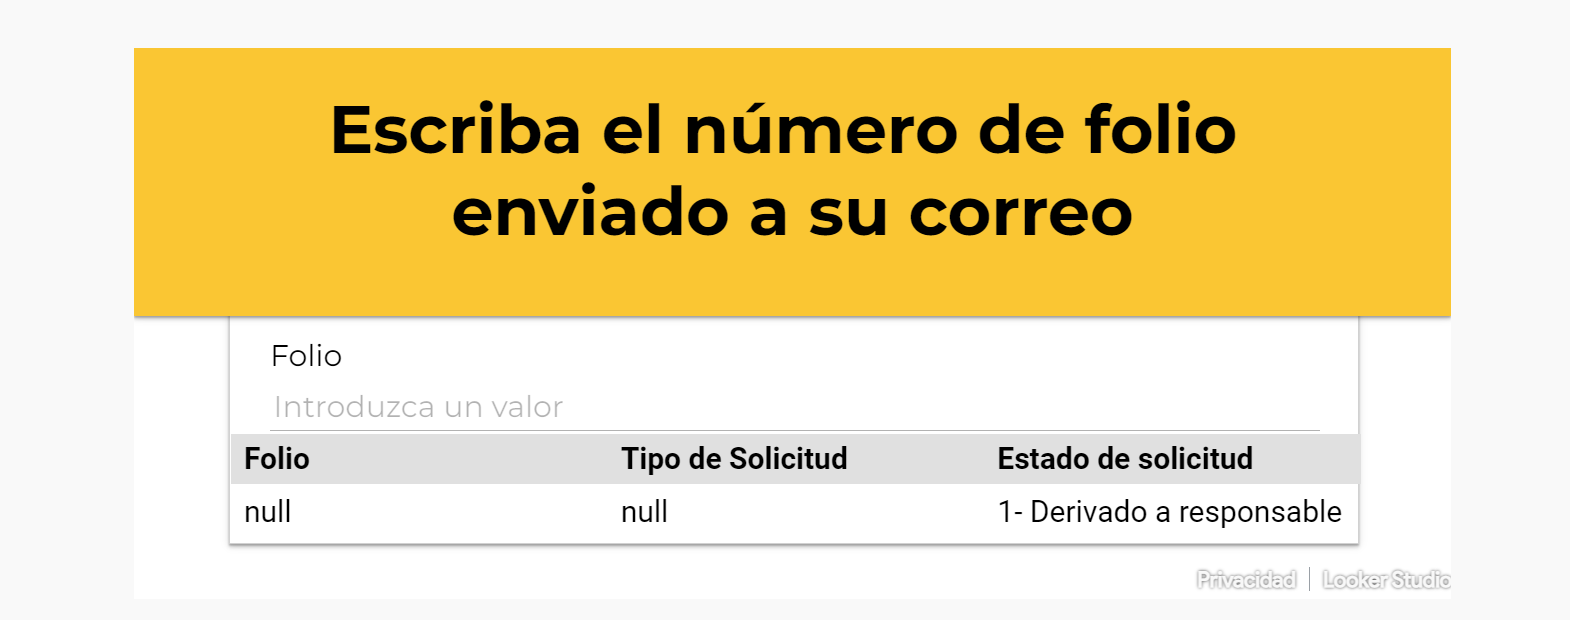 Escriba el número de folio
enviado a su correo
Folio
Introduzca un valor
Folio Tipo de Solicitud Estado de solicitud
null null 1- Derivado a responsable
Privacidad Looker Studio